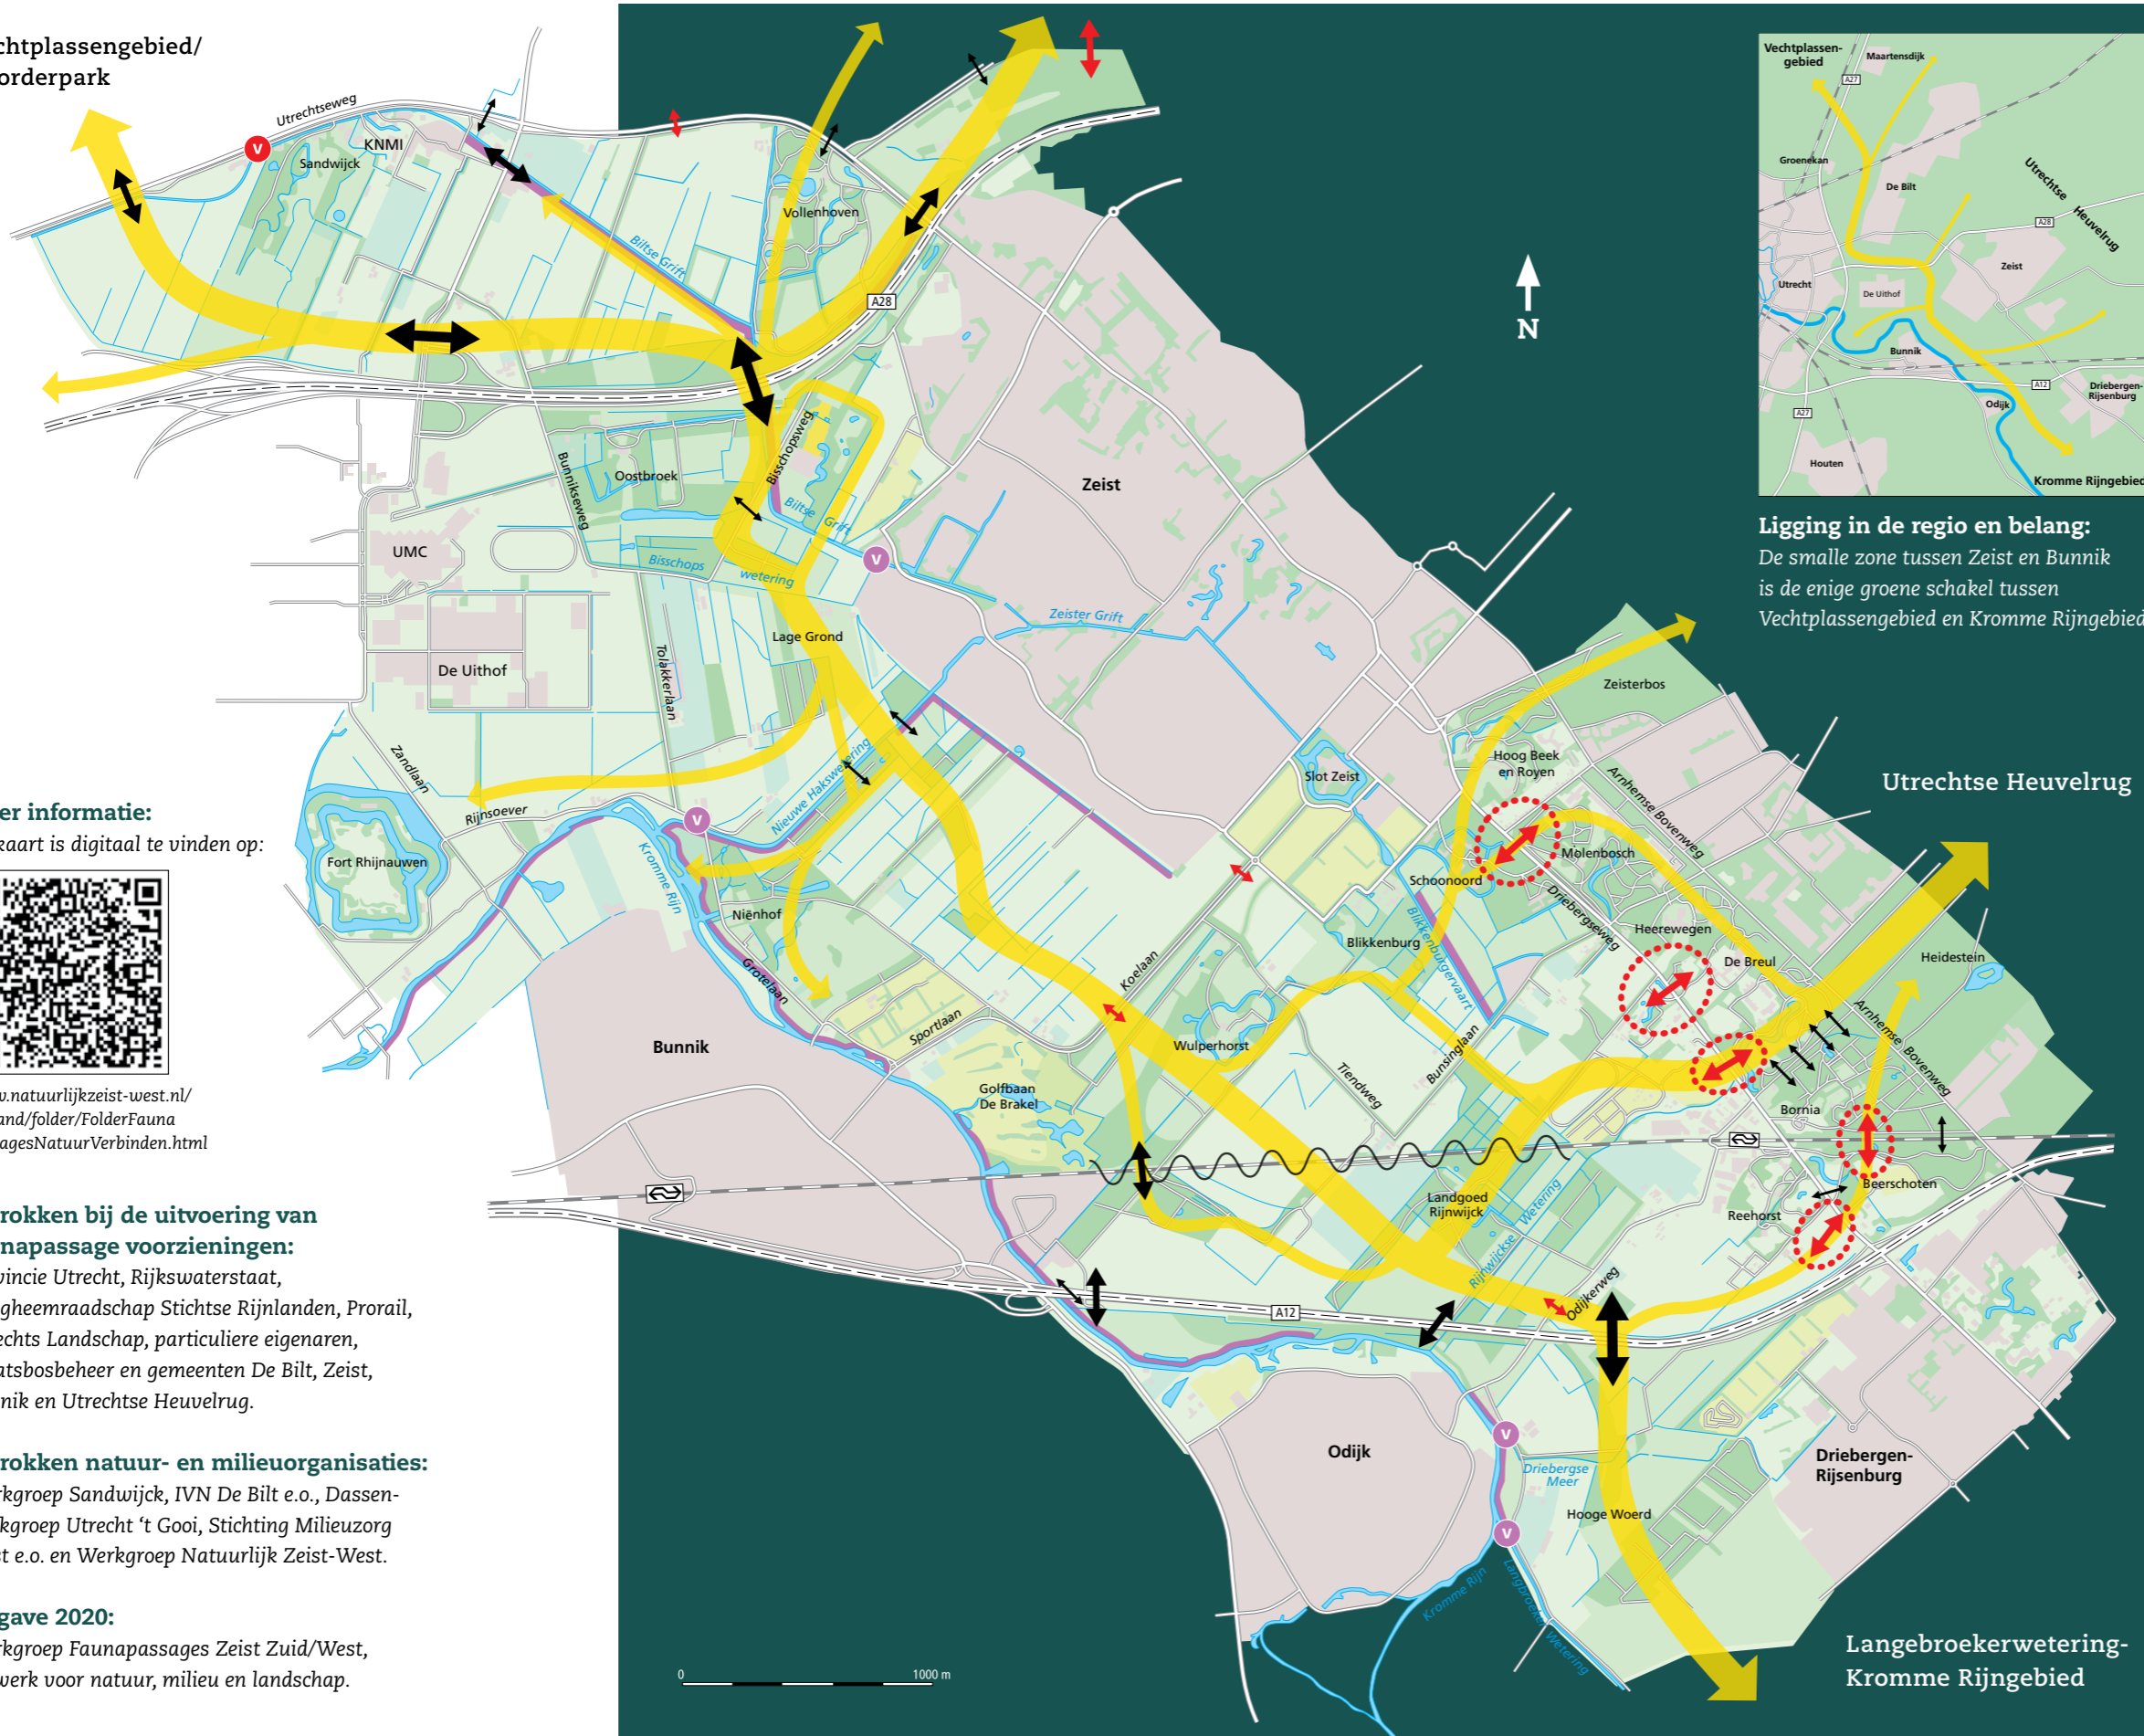 chtplassengebied/
orderpark
Utrechtseweg
KNMI
Sandwijck
V
Biltse Grift
Vollenhoven
A28
N
Vechtplassen-
gebied
Maartensdijk
A27
Groenekan
De Bilt
Utrechtse Heuvelrug
A28
Zeist
Utrecht
De Uithof
Bunnik
A12
Driebergen-
Rijsenburg
Odijk
A27
Houten
Kromme Rijngebied
Ligging in de regio en belang:
De smalle zone tussen Zeist en Bunnik
is de enige groene schakel tussen
Vechtplassengebied en Kromme Rijngebied
Bunnikseweg
Oostbroek
Bisschopsweg
Biltse Grift
Zeist
UMC
Bisschops
wetering
V
Zeister Grift
Lage Grond
De Uithof
Tolakkerlaan
Zeisterbos
Zandlaan
Nieuwe Hakswetering
Slot Zeist
Hoog Beek
en Royen
Arnhemse Bovenweg
Utrechtse Heuvelrug
er informatie:
kaart is digitaal te vinden op:
Rijnsoever
V
Fort Rhijnauwen
Kromme Rijn
Niënhof
Molenbosch
Schoonoord
Driebergseweg
Blikkenburgervaart
Blikkenburg
Heerewegen
De Breul
Heidestein
Koelaan
Grotelaan
Sportlaan
Bunnik
Wulperhorst
Tiendweg
Bunsinglaan
Arnhemse Bovenweg
Golfbaan
De Brakel
Bornia
w.natuurlijkzeist-west.nl/
and/folder/FolderFauna
agesNatuurVerbinden.html
Landgoed
Rijnwijck
Rijnwijckse Wetering
Beerschoten
Reehorst
rokken bij de uitvoering van
napassage voorzieningen:
vincie Utrecht, Rijkswaterstaat,
gheemraadschap Stichtse Rijnlanden, Prorail,
echts Landschap, particuliere eigenaren,
atsbosbeheer en gemeenten De Bilt, Zeist,
nik en Utrechtse Heuvelrug.
Odijkerweg
A12
V
Odijk
Driebergse
Meer
Driebergen-
Rijsenburg
Hooge Woerd
V
rokken natuur- en milieuorganisaties:
rkgroep Sandwijck, IVN De Bilt e.o., Dassen-
kgroep Utrecht ‘t Gooi, Stichting Milieuzorg
st e.o. en Werkgroep Natuurlijk Zeist-West.
Kromme Rijn
Langbroeker Wetering
gave 2020:
rkgroep Faunapassages Zeist Zuid/West,
werk voor natuur, milieu en landschap.
0
1000 m
Langebroekerwetering-
Kromme Rijngebied